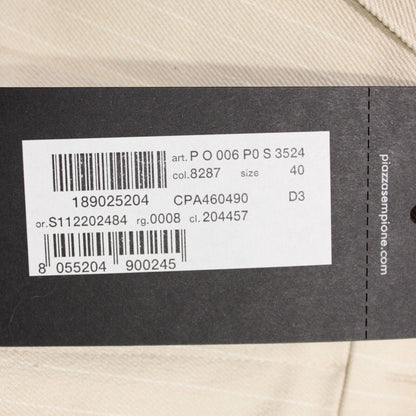 art. P O 006 P0 S 3524
col. 8287 size 40
189025204 CPA460490 D3
or. S112202484 rg. 0008 cl. 204457
8 055204 900245
piazzasempione.com